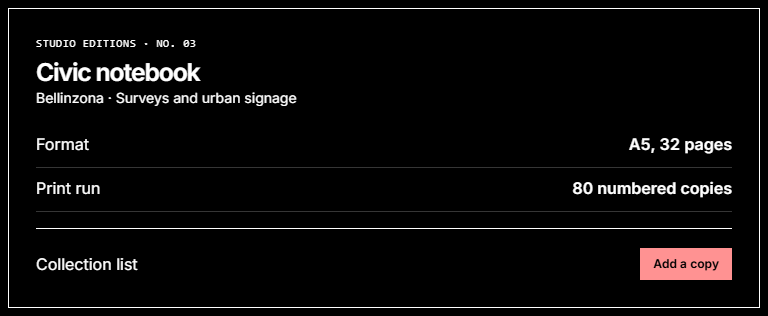 STUDIO EDITIONS · NO. 03
Civic notebook
Bellinzona · Surveys and urban signage
Format A5, 32 pages
Print run 80 numbered copies
Collection list Add a copy